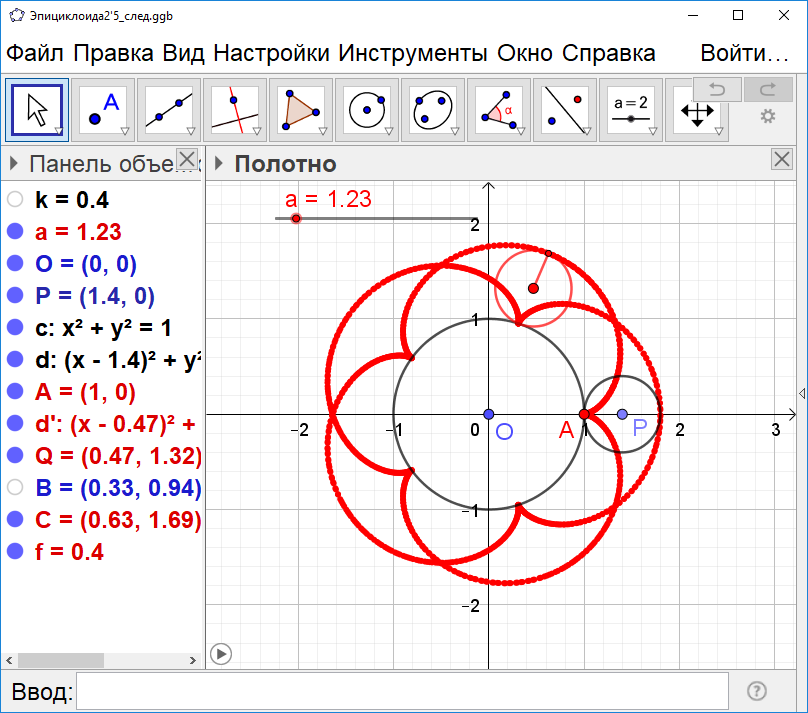 Эпициклоида2'5_след.ggb
Файл Правка Вид Настройки Инструменты Окно Справка Войти…
A α a = 2
Панель объе… Полотно
k = 0.4
a = 1.23
O = (0, 0)
P = (1.4, 0)
c: x² + y² = 1
d: (x - 1.4)² + y²
A = (1, 0)
d': (x - 0.47)² +
Q = (0.47, 1.32)
B = (0.33, 0.94)
C = (0.63, 1.69)
f = 0.4
a = 1.23
2
1
−2 −1 0 1 2 3
O A P
−1
−2
Ввод: ?